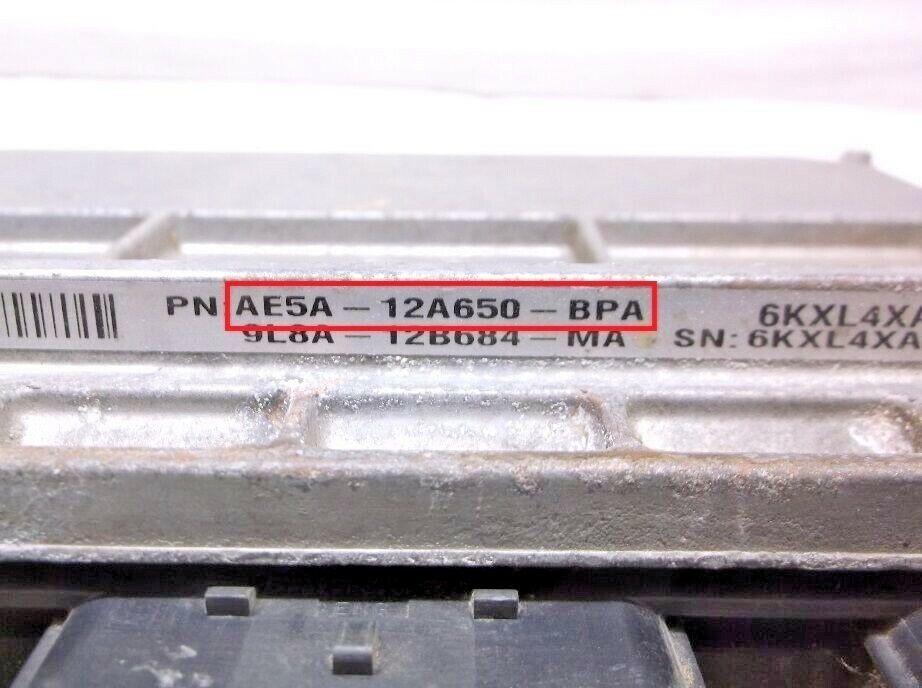 PN AE5A - 12A650 - BPA 6KXL4XA
9L8A - 12B684 - MA SN: 6KXL4XA